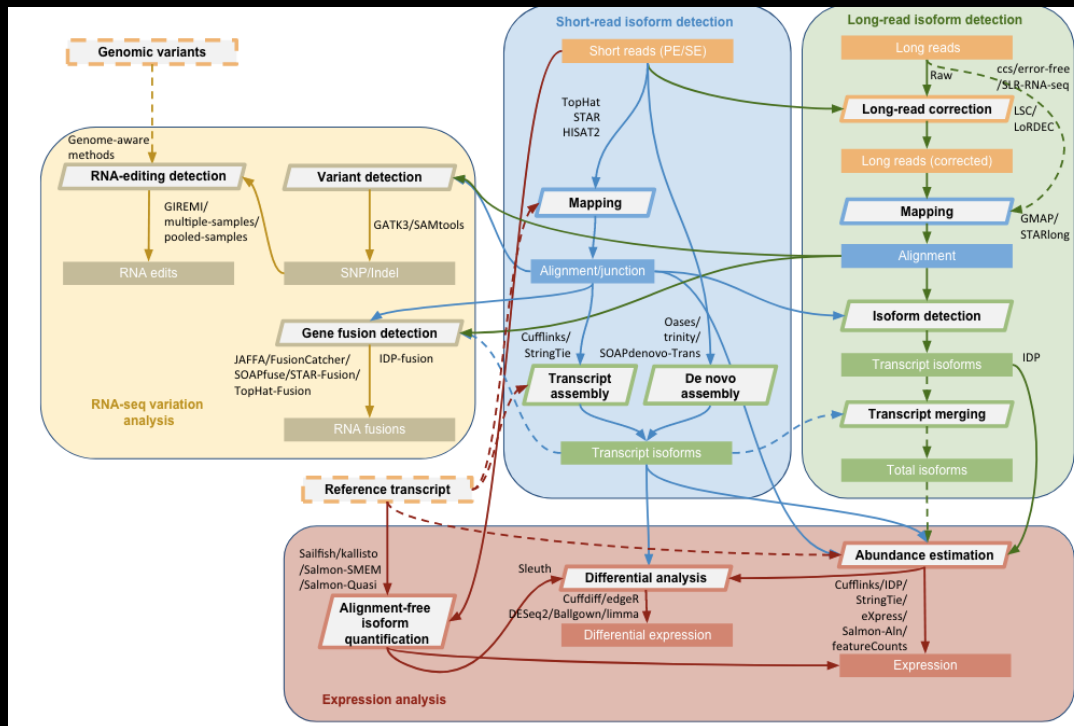 Genomic variants
Genome-aware
methods
RNA-editing detection
Variant detection
GIREMI/
multiple-samples/
pooled-samples
GATK3/SAMtools
RNA edits
SNP/Indel
Gene fusion detection
JAFFA/FusionCatcher/
SOAPfuse/STAR-Fusion/
TopHat-Fusion
IDP-fusion
RNA-seq variation
analysis
RNA fusions
Short-read isoform detection
Short reads (PE/SE)
TopHat
STAR
HISAT2
Mapping
Alignment/junction
Cufflinks/
StringTie
Oases/
trinity/
SOAPdenovo-Trans
Transcript
assembly
De novo
assembly
Transcript isoforms
Long-read isoform detection
Long reads
Raw
ccs/error-free
/SLR-RNA-seq
Long-read correction
LSC/
LoRDEC
Long reads (corrected)
Mapping
GMAP/
STARlong
Alignment
Isoform detection
Transcript isoforms
IDP
Transcript merging
Total isoforms
Reference transcript
Sailfish/kallisto
/Salmon-SMEM
/Salmon-Quasi
Alignment-free
isoform
quantification
Sleuth
Differential analysis
Cuffdiff/edgeR
DESeq2/Ballgown/limma
Differential expression
Abundance estimation
Cufflinks/IDP/
StringTie/
eXpress/
Salmon-Aln/
featureCounts
Expression
Expression analysis